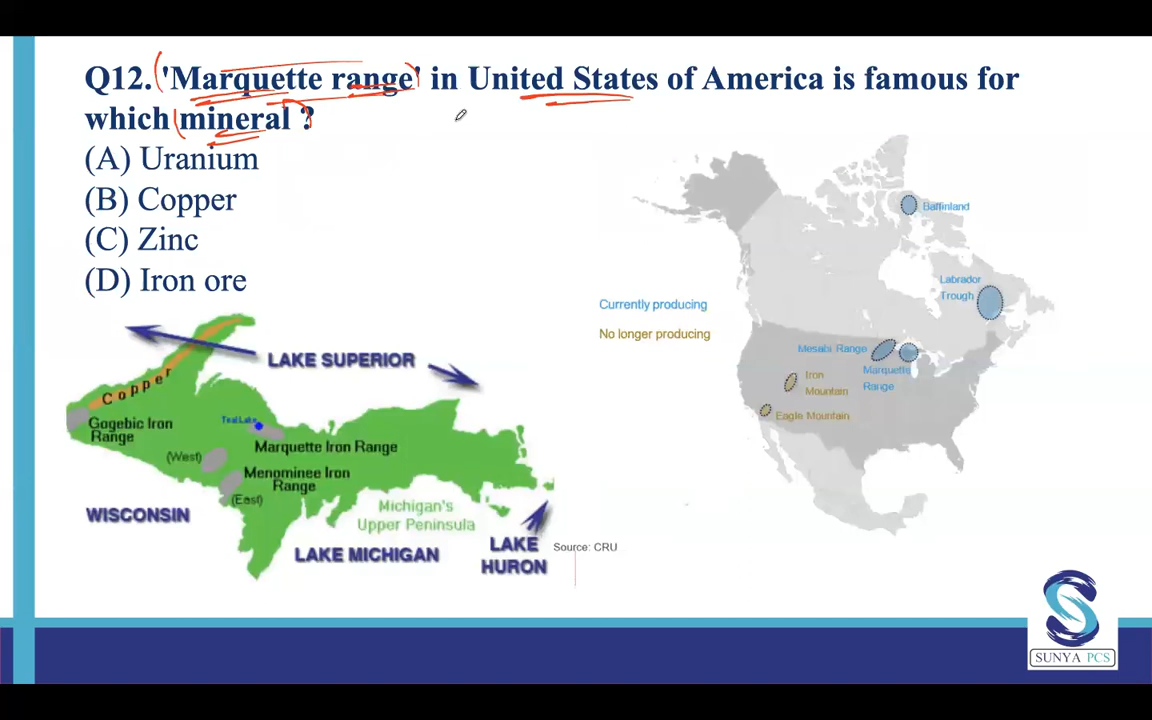 Q12. 'Marquette range' in United States of America is famous for
which mineral ?
(A) Uranium
(B) Copper
(C) Zinc
(D) Iron ore
LAKE SUPERIOR
Copper
Gogebic Iron
Range
Teal Lake
Marquette Iron Range
(West)
Menominee Iron
Range
(East)
WISCONSIN
Michigan's
Upper Peninsula
LAKE MICHIGAN
LAKE
HURON
Baffinland
Labrador
Trough
Currently producing
No longer producing
Mesabi Range
Marquette
Range
Iron
Mountain
Eagle Mountain
Source: CRU
SUNYA PCS